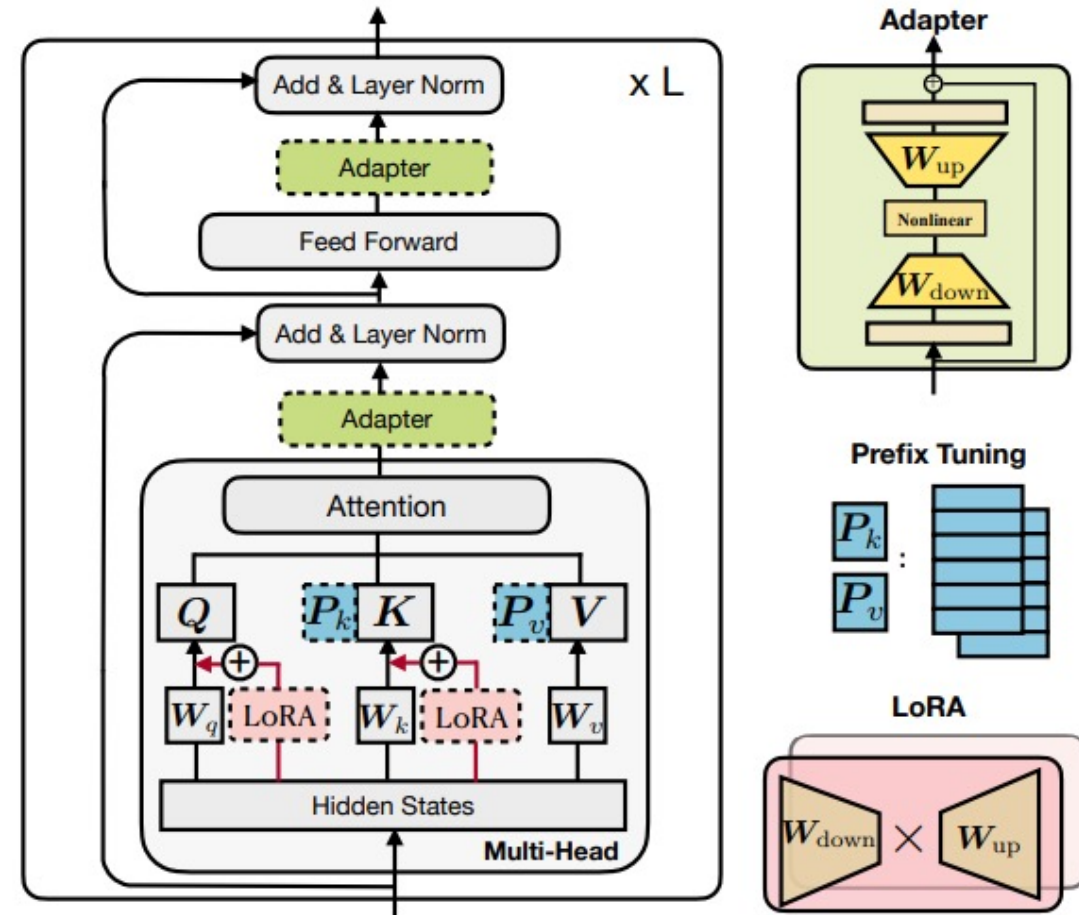 x L
Add & Layer Norm
Adapter
Feed Forward
Add & Layer Norm
Adapter
Attention
Q
P_k K
P_v V
+
+
W_q
LoRA
W_k
LoRA
W_v
Hidden States
Multi-Head
Adapter
+
W_up
Nonlinear
W_down
Prefix Tuning
P_k
:
P_v
LoRA
W_down × W_up